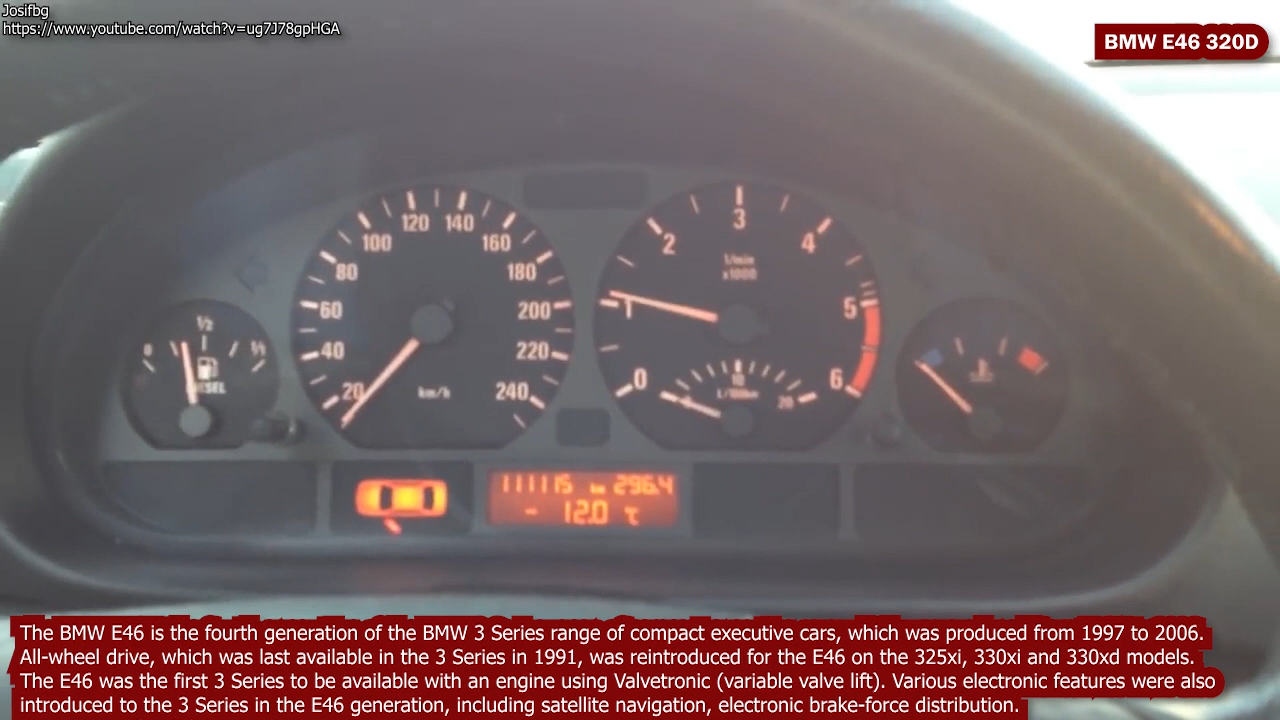 Josifbg
https://www.youtube.com/watch?v=ug7J78gpHGA
BMW E46 320D
120 140
100 160
80 180
60 200
40 220
20 240
km/h
3
2 4
1/min
x1000
1 5
0 6
10
L/100km
20
0 1/2 1/1
DIESEL
111115 km 296.4
- 12.0 °C
The BMW E46 is the fourth generation of the BMW 3 Series range of compact executive cars, which was produced from 1997 to 2006.
All-wheel drive, which was last available in the 3 Series in 1991, was reintroduced for the E46 on the 325xi, 330xi and 330xd models.
The E46 was the first 3 Series to be available with an engine using Valvetronic (variable valve lift). Various electronic features were also
introduced to the 3 Series in the E46 generation, including satellite navigation, electronic brake-force distribution.